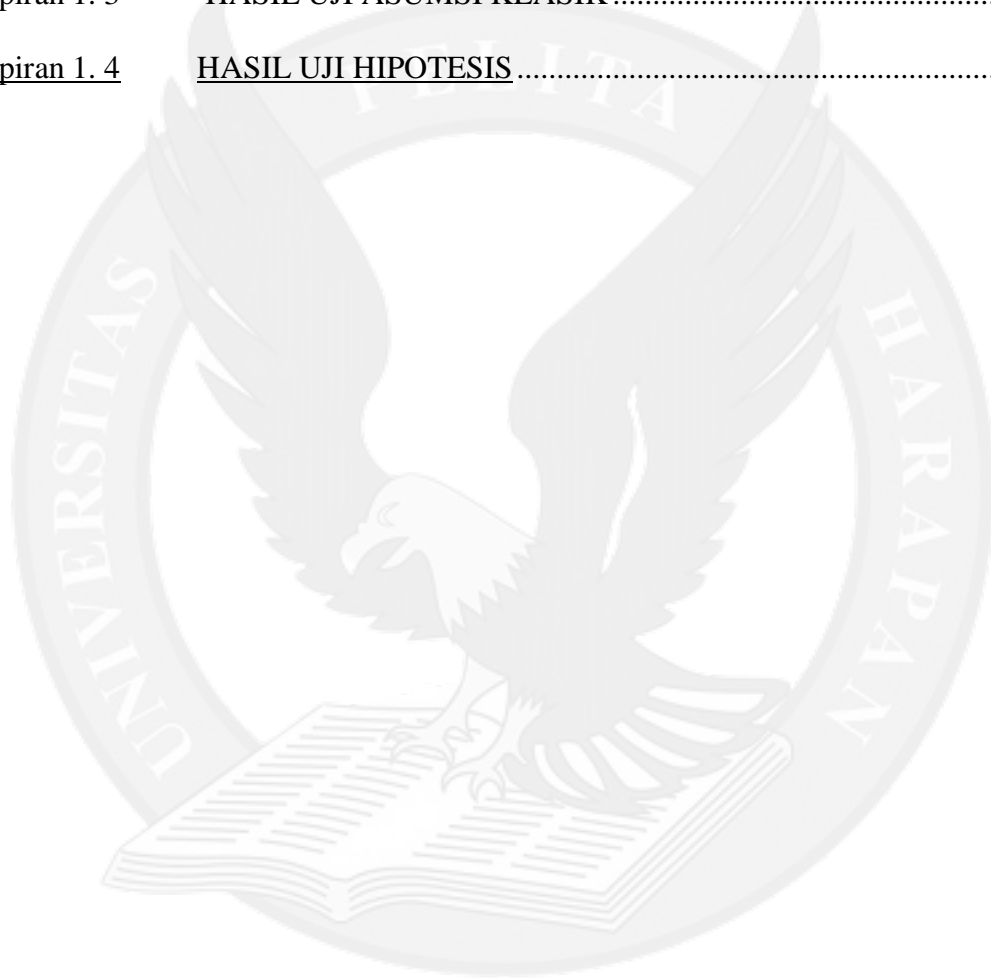 piran 1. 3 HASIL UJI ASUMSI KLASIK
piran 1. 4 HASIL UJI HIPOTESIS
UNIVERSITAS PELITA HARAPAN